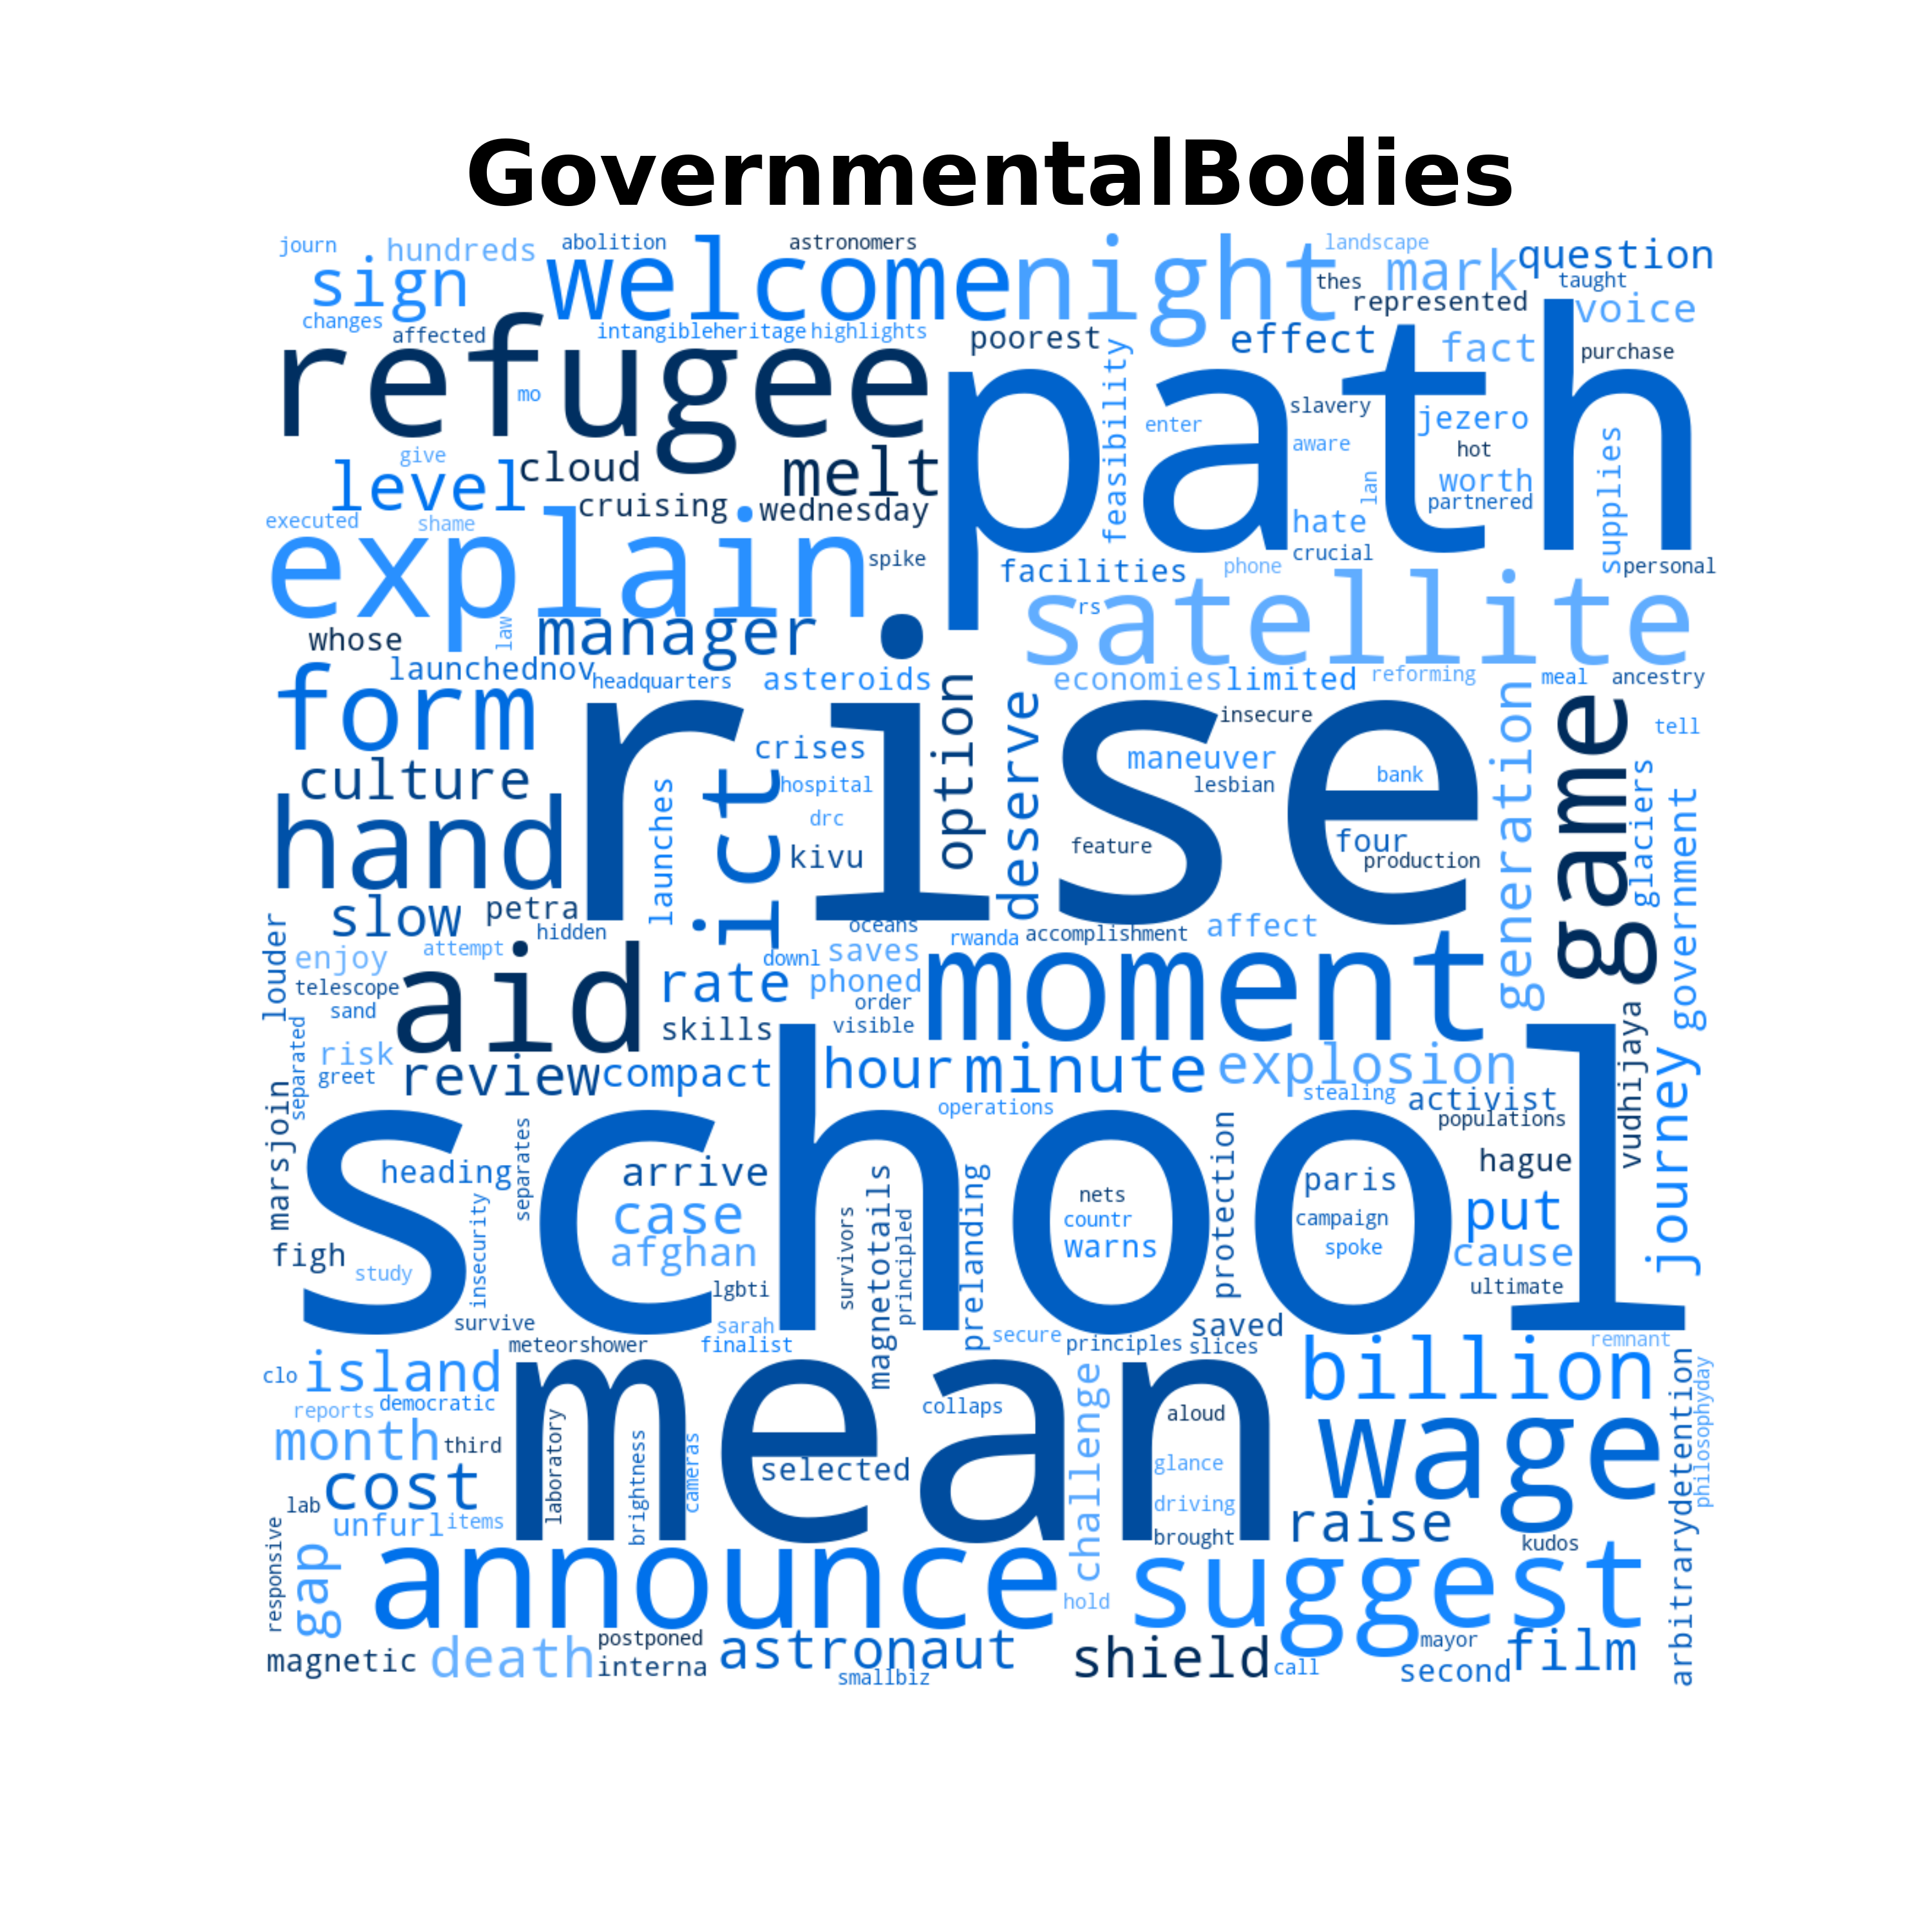 GovernmentalBodies
journ hundreds abolition astronomers landscape question
sign welcome night thes mark taught
changes affected intangibleheritage highlights poorest effect represented voice
refugee mo path fact purchase
feasibility enter slavery jezero
give aware hot
level cloud melt lan worth supplies
cruising wednesday partnered
executed shame hate
explain spike crucial
facilities phone personal
whose law manager rs satellite
launchednov headquarters asteroids economies limited reforming meal ancestry
form option deserve insecure generation game tell
culture crises maneuver
rise
launches ict hospital lesbian bank glaciers government
hand drc
kivu feature four
production
slow petra oceans affect
louder hidden rwanda accomplishment
enjoy attempt downl saves moment
telescope aid rate phoned
sand order
separated skills visible vudhijaya journey
risk review compact hour minute explosion
greet stealing activist
marsjoin operations populations
school
heading separates arrive survivors magnetotails principled prelanding nets protection paris hague
insecurity case countr campaign put
figh afghan warns spoke cause
study lgbti ultimate
survive sarah secure saved
meteorshower finalist principles slices remnant
clo island billion
reports democratic mean collaps challenge aloud wage arbitrarydetention philosophyday
month third laboratory brightness cameras selected glance
cost
lab driving
unfurl items brought raise
responsive gap announce suggest kudos
hold
magnetic death postponed astronaut shield mayor film
interna smallbiz call second